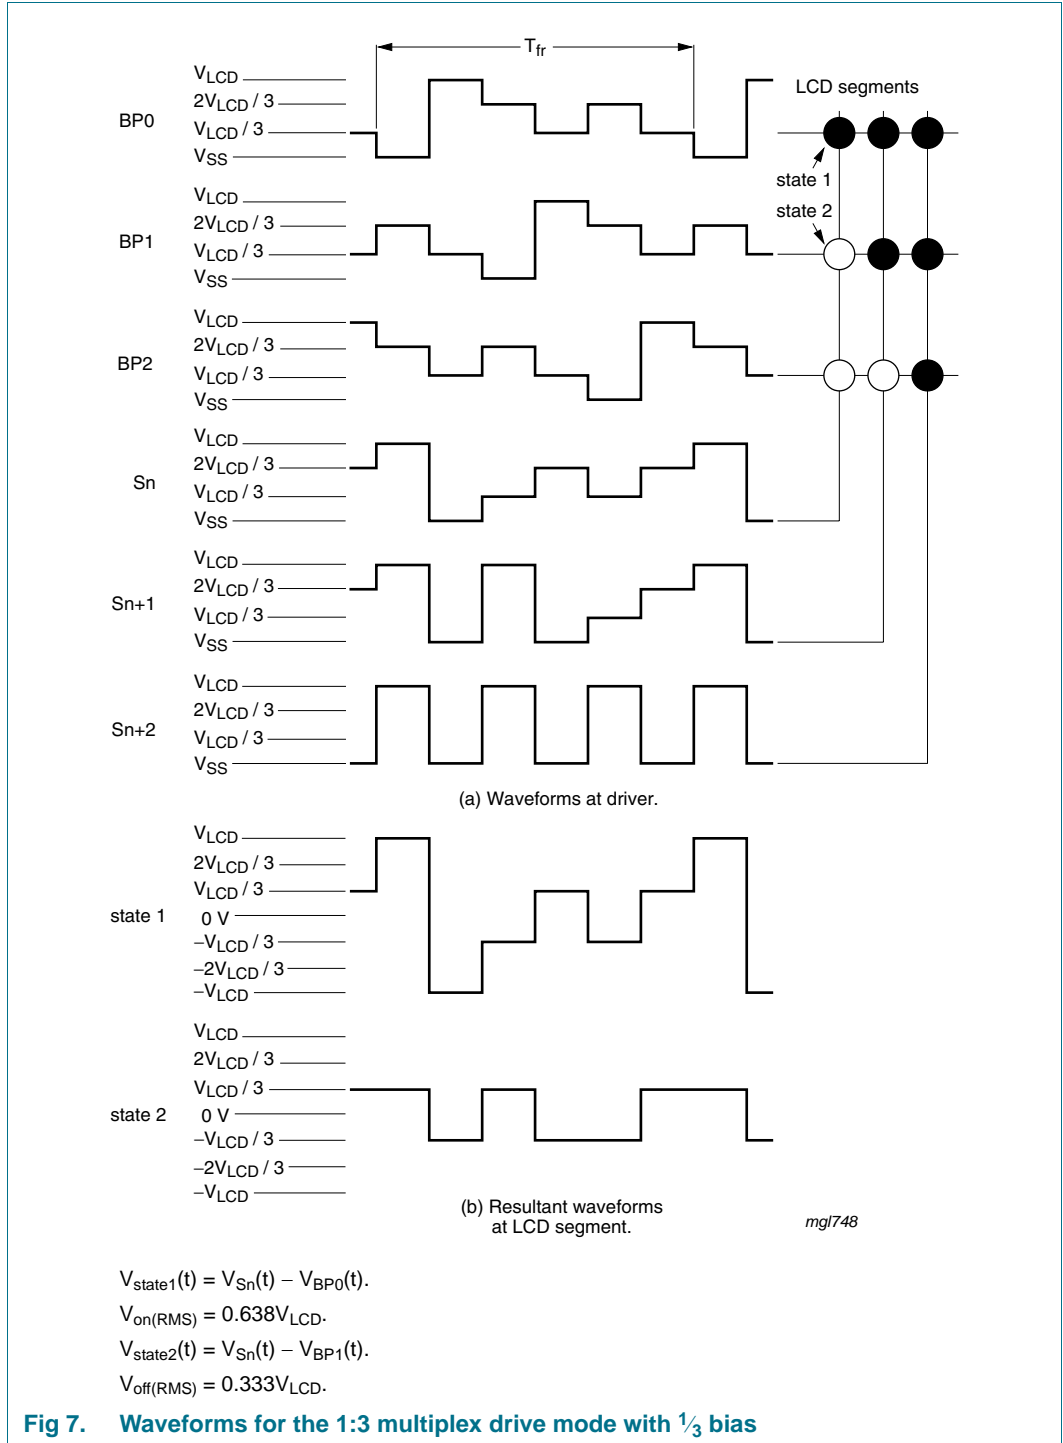 Tfr
BP0
VLCD
2VLCD / 3
VLCD / 3
VSS
LCD segments
state 1
state 2
BP1
VLCD
2VLCD / 3
VLCD / 3
VSS
BP2
VLCD
2VLCD / 3
VLCD / 3
VSS
Sn
VLCD
2VLCD / 3
VLCD / 3
VSS
Sn+1
VLCD
2VLCD / 3
VLCD / 3
VSS
Sn+2
VLCD
2VLCD / 3
VLCD / 3
VSS
(a) Waveforms at driver.
state 1
VLCD
2VLCD / 3
VLCD / 3
0 V
−VLCD / 3
−2VLCD / 3
−VLCD
state 2
VLCD
2VLCD / 3
VLCD / 3
0 V
−VLCD / 3
−2VLCD / 3
−VLCD
(b) Resultant waveforms
at LCD segment.
mgl748
Vstate1(t) = VSn(t) − VBP0(t).
Von(RMS) = 0.638VLCD.
Vstate2(t) = VSn(t) − VBP1(t).
Voff(RMS) = 0.333VLCD.
Fig 7. Waveforms for the 1:3 multiplex drive mode with 1⁄3 bias